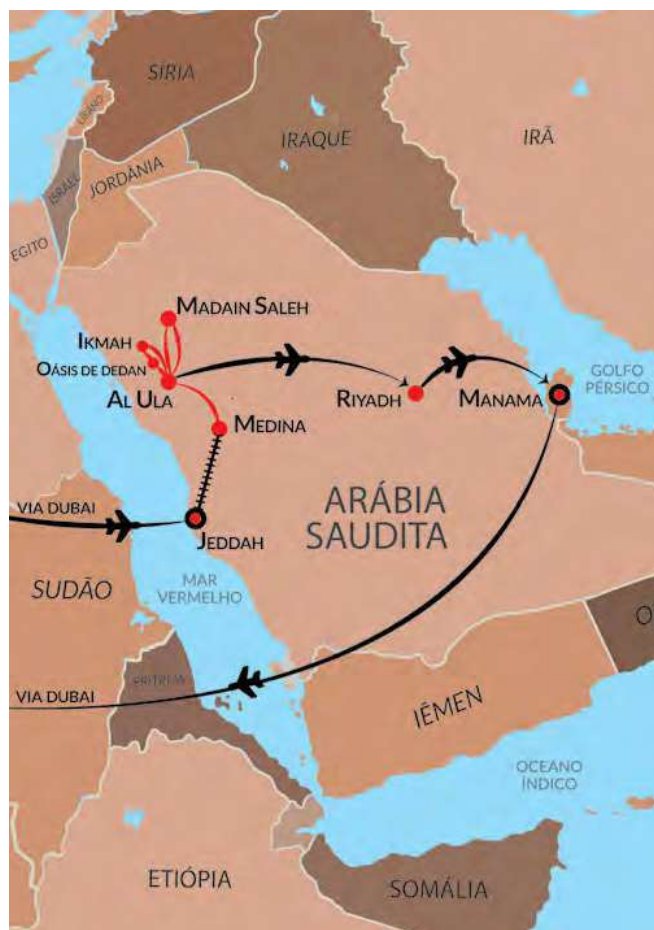 SÍRIA
LÍBANO
IRAQUE
IRÃ
ISRAEL
JORDÂNIA
EGITO
MADAIN SALEH
IKMAH
OÁSIS DE DEDAN
AL ULA
RIYADH
MANAMA
GOLFO
PÉRSICO
MEDINA
ARÁBIA
SAUDITA
VIA DUBAI
JEDDAH
SUDÃO
MAR
VERMELHO
ERITREIA
VIA DUBAI
IÊMEN
O
OCEANO
ÍNDICO
ETIÓPIA
SOMÁLIA